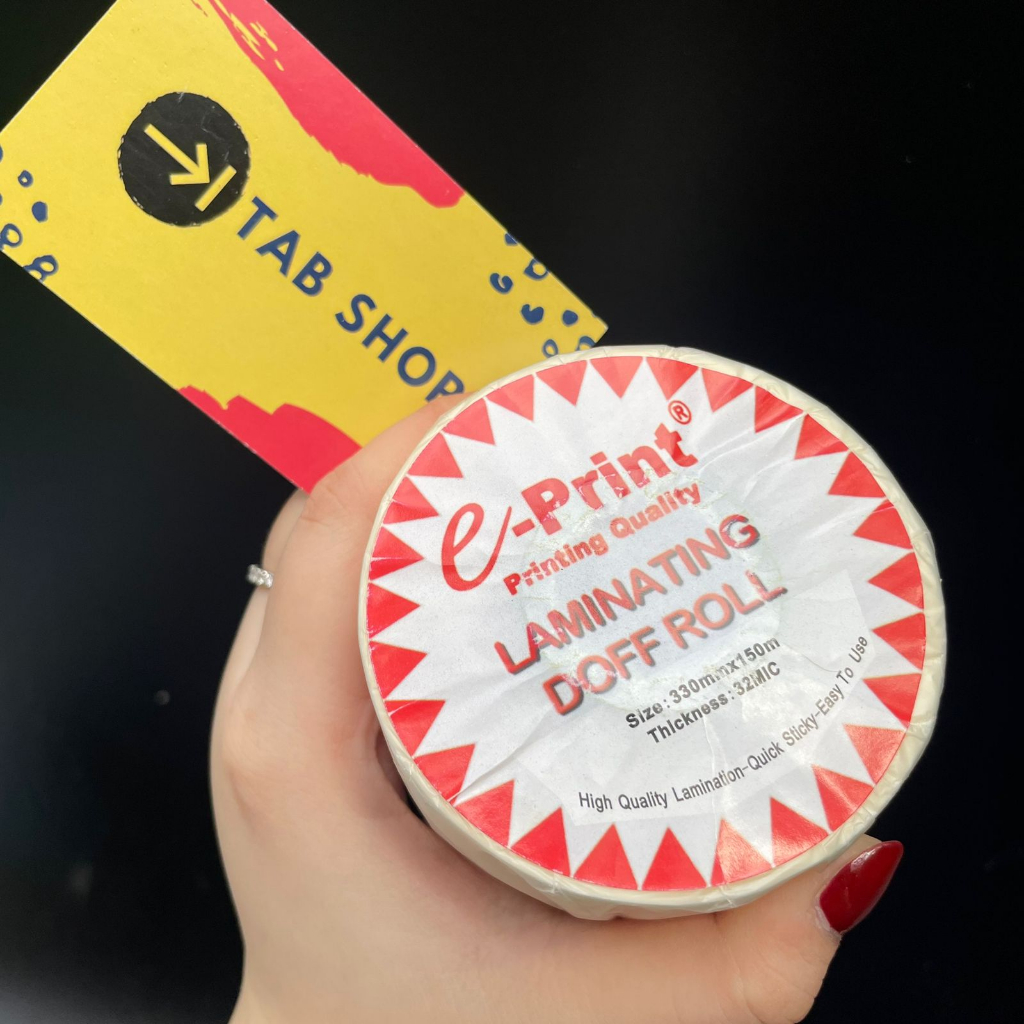 TAB SHOP
e-Print®
Printing Quality
LAMINATING
DOFF ROLL
Size:330mmx150m
Thickness:32MIC
High Quality Lamination-Quick Sticky-Easy To Use